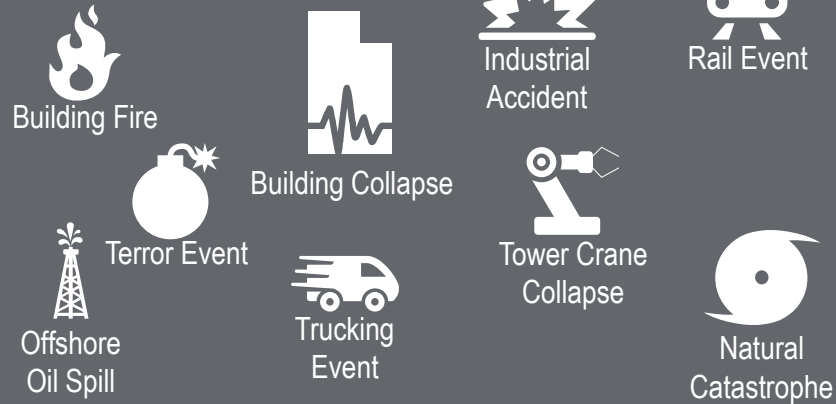 Industrial
Accident
Rail Event
Building Fire
Building Collapse
Terror Event
Tower Crane
Collapse
Trucking
Event
Offshore
Oil Spill
Natural
Catastrophe